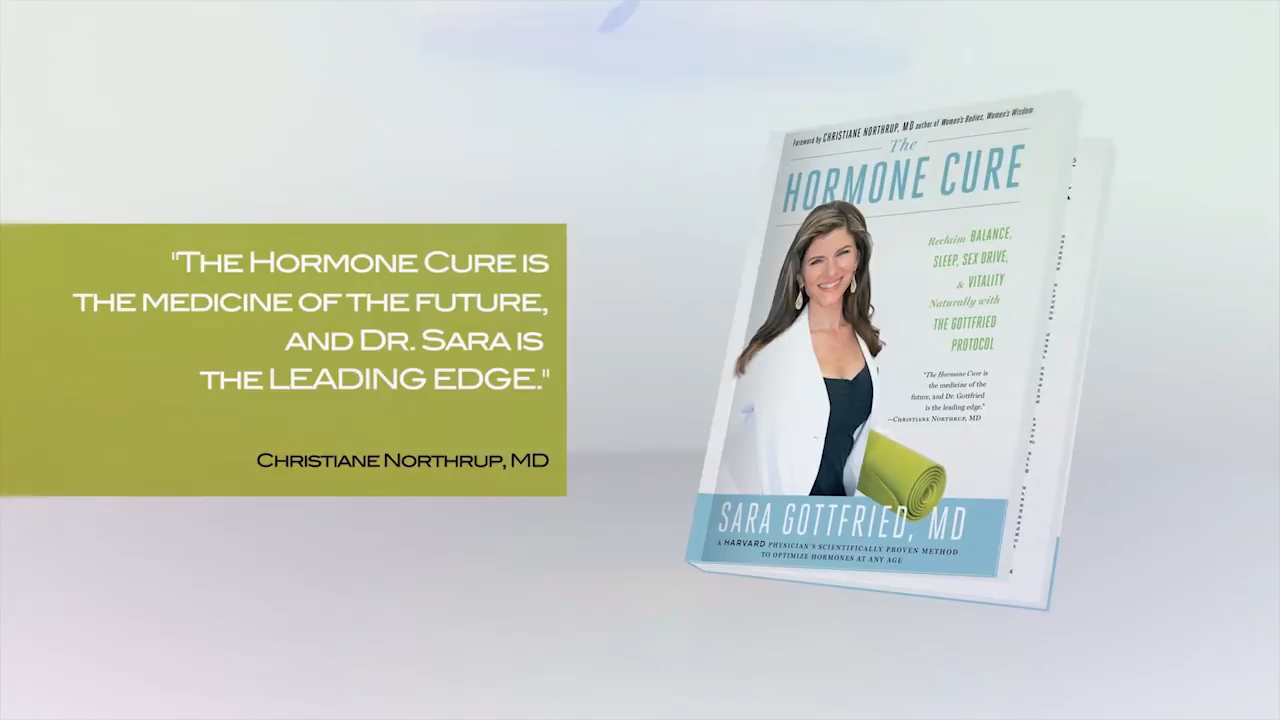 "The Hormone Cure is
the medicine of the future,
and Dr. Sara is
the LEADING EDGE."
Christiane Northrup, MD
Foreword by CHRISTIANE NORTHRUP, MD author of Women's Bodies, Women's Wisdom
The
HORMONE CURE
Reclaim BALANCE,
SLEEP, SEX DRIVE,
& VITALITY
Naturally with
THE GOTTFRIED
PROTOCOL
"The Hormone Cure is
the medicine of the
future, and Dr. Gottfried
is the leading edge."
—Christiane Northrup, MD
SARA GOTTFRIED, MD
A HARVARD PHYSICIAN'S SCIENTIFICALLY PROVEN METHOD
TO OPTIMIZE HORMONES AT ANY AGE